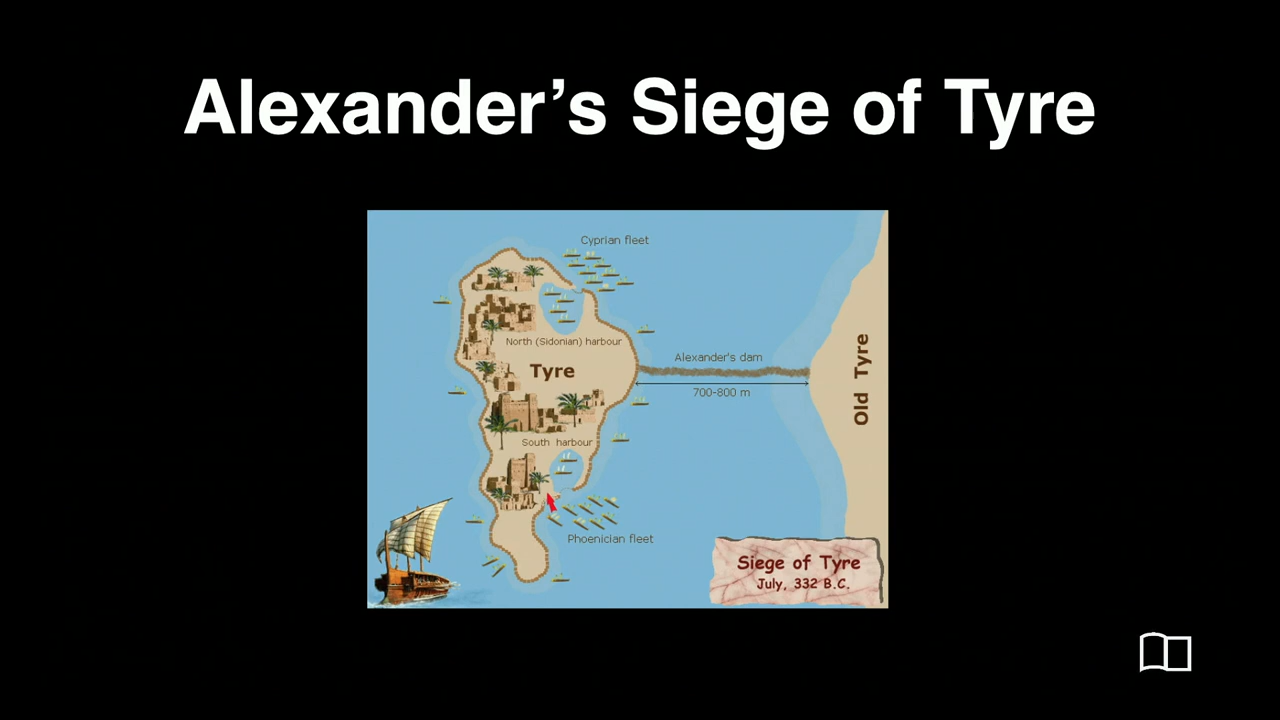 Alexander’s Siege of Tyre
Cyprian fleet
North (Sidonian) harbour
Alexander's dam
Tyre
700-800 m
Old Tyre
South harbour
Phoenician fleet
Siege of Tyre
July, 332 B.C.